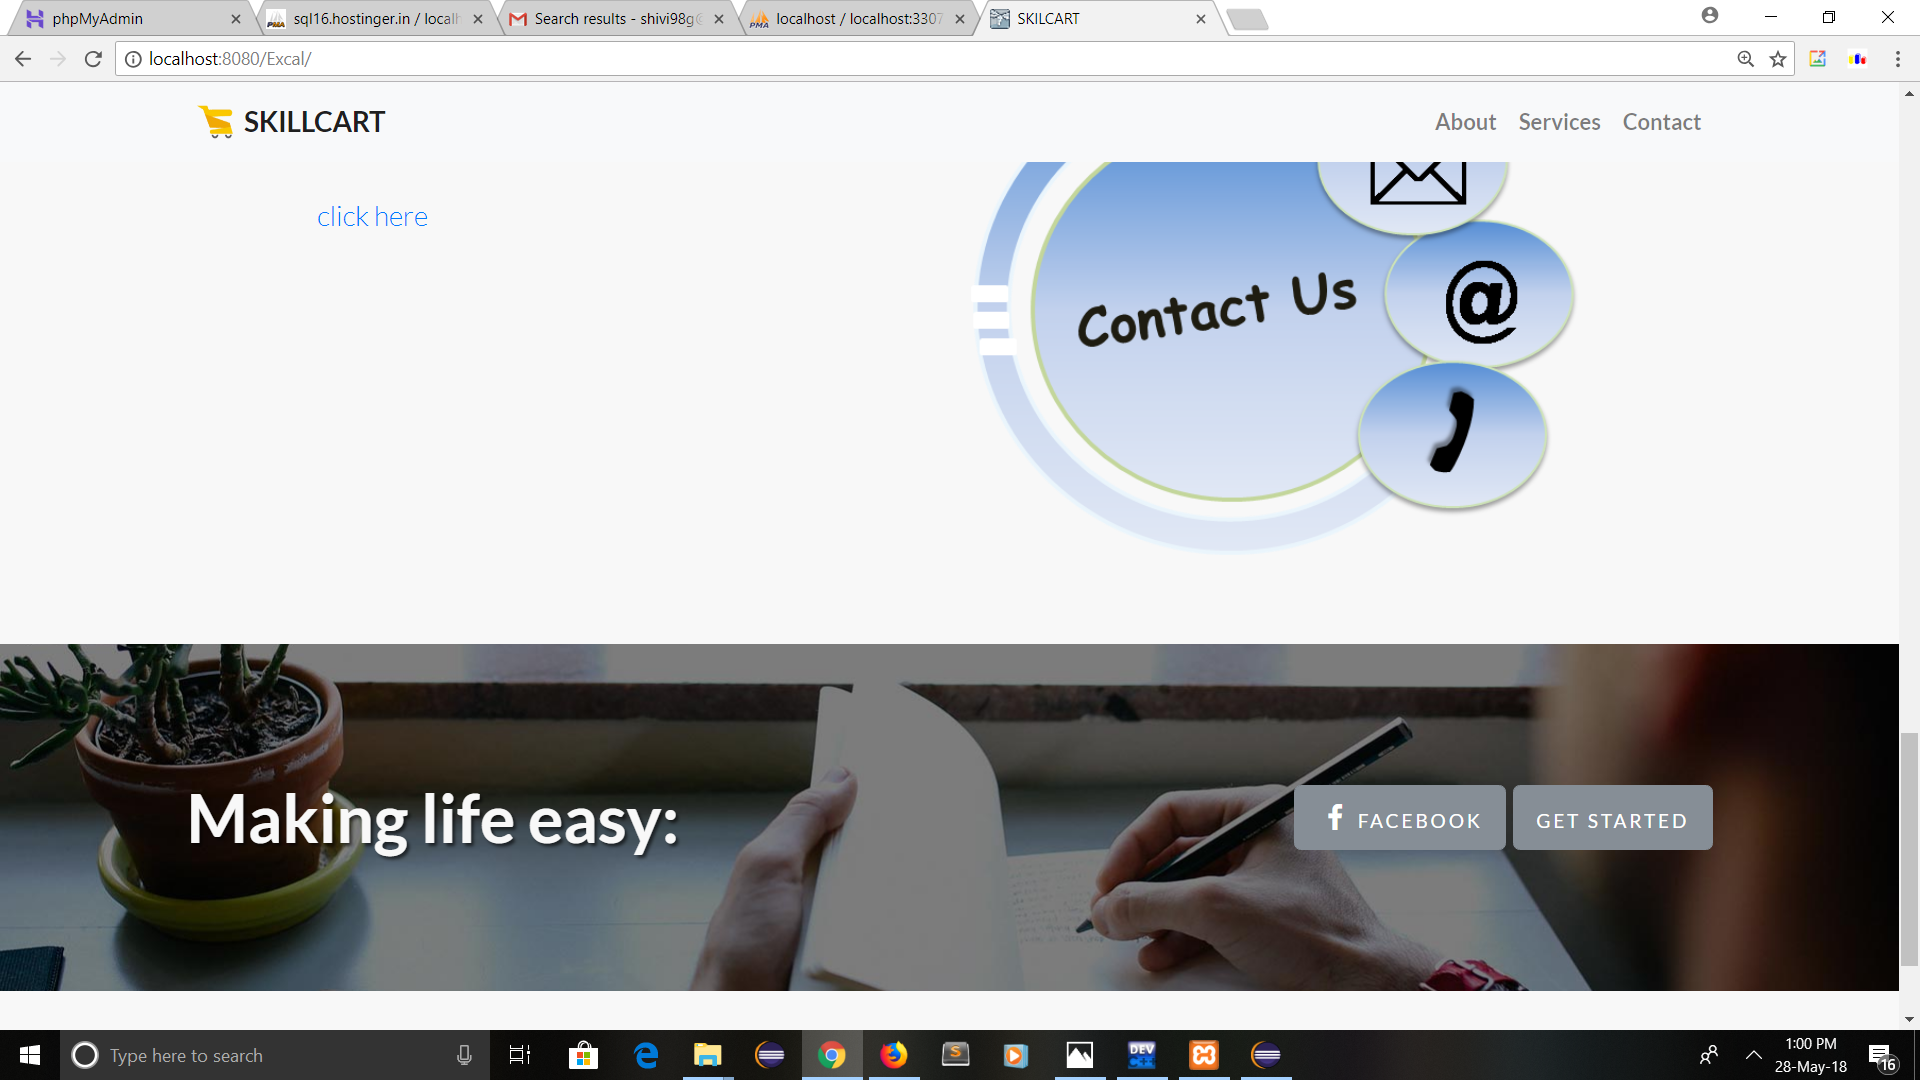 phpMyAdmin
sql16.hostinger.in / localh
Search results - shivi98g@
localhost / localhost:3307
SKILCART
localhost:8080/Excal/
SKILLCART
About Services Contact
click here
Contact Us
@
Making life easy:
FACEBOOK
GET STARTED
Type here to search
1:00 PM
28-May-18
16